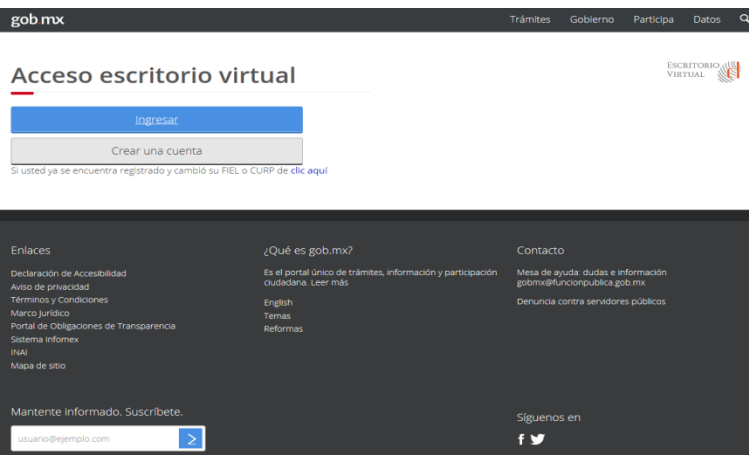 gob mx
Trámites Gobierno Participa Datos
Acceso escritorio virtual
ESCRITORIO
VIRTUAL
Ingresar
Crear una cuenta
Si usted ya se encuentra registrado y cambió su FIEL o CURP de clic aquí
Enlaces
Declaración de Accesibilidad
Aviso de privacidad
Términos y Condiciones
Marco Jurídico
Portal de Obligaciones de Transparencia
Sistema Infomex
INAI
Mapa de sitio
¿Qué es gob.mx?
Es el portal único de trámites, información y participación
ciudadana. Leer más
English
Temas
Reformas
Contacto
Mesa de ayuda: dudas e información
gobmx@funcionpublica.gob.mx
Denuncia contra servidores públicos
Mantente informado. Suscríbete.
usuario@ejemplo.com
Síguenos en